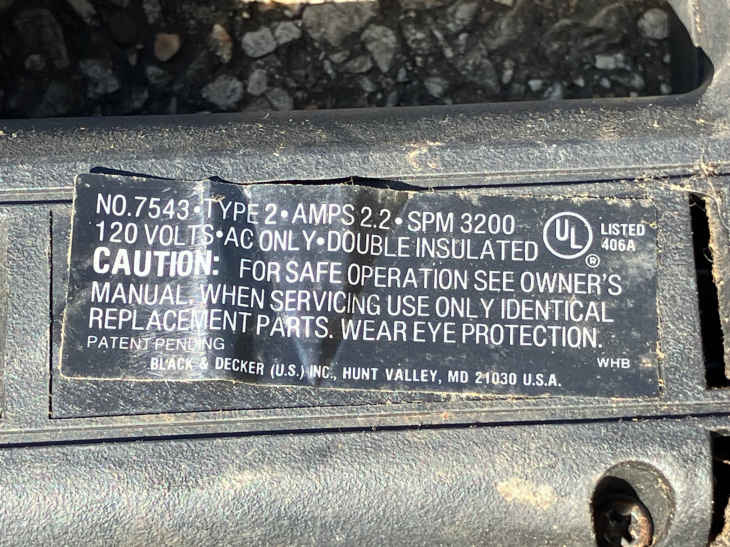 NO.7543•TYPE 2•AMPS 2.2•SPM 3200
120 VOLTS•AC ONLY•DOUBLE INSULATED
UL
®
LISTED
406A
CAUTION: FOR SAFE OPERATION SEE OWNER'S
MANUAL. WHEN SERVICING USE ONLY IDENTICAL
REPLACEMENT PARTS. WEAR EYE PROTECTION.
PATENT PENDING
WHB
BLACK & DECKER (U.S.) INC., HUNT VALLEY, MD 21030 U.S.A.